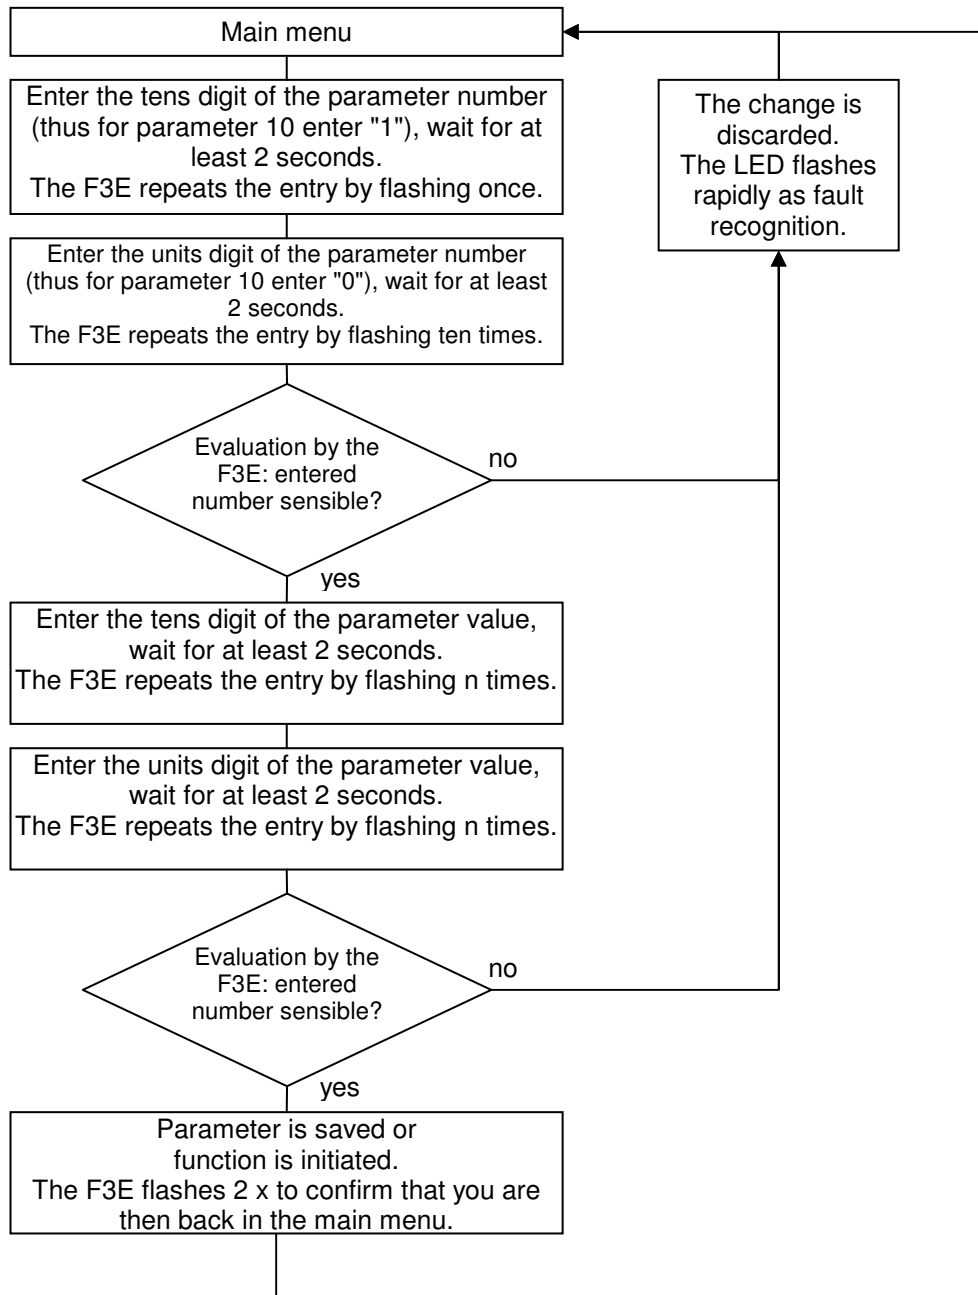 Main menu
Enter the tens digit of the parameter number
(thus for parameter 10 enter "1"), wait for at
least 2 seconds.
The F3E repeats the entry by flashing once.
The change is
discarded.
The LED flashes
rapidly as fault
recognition.
Enter the units digit of the parameter number
(thus for parameter 10 enter "0"), wait for at least
2 seconds.
The F3E repeats the entry by flashing ten times.
Evaluation by the
F3E: entered
number sensible?
no
yes
Enter the tens digit of the parameter value,
wait for at least 2 seconds.
The F3E repeats the entry by flashing n times.
Enter the units digit of the parameter value,
wait for at least 2 seconds.
The F3E repeats the entry by flashing n times.
Evaluation by the
F3E: entered
number sensible?
no
yes
Parameter is saved or
function is initiated.
The F3E flashes 2 x to confirm that you are
then back in the main menu.